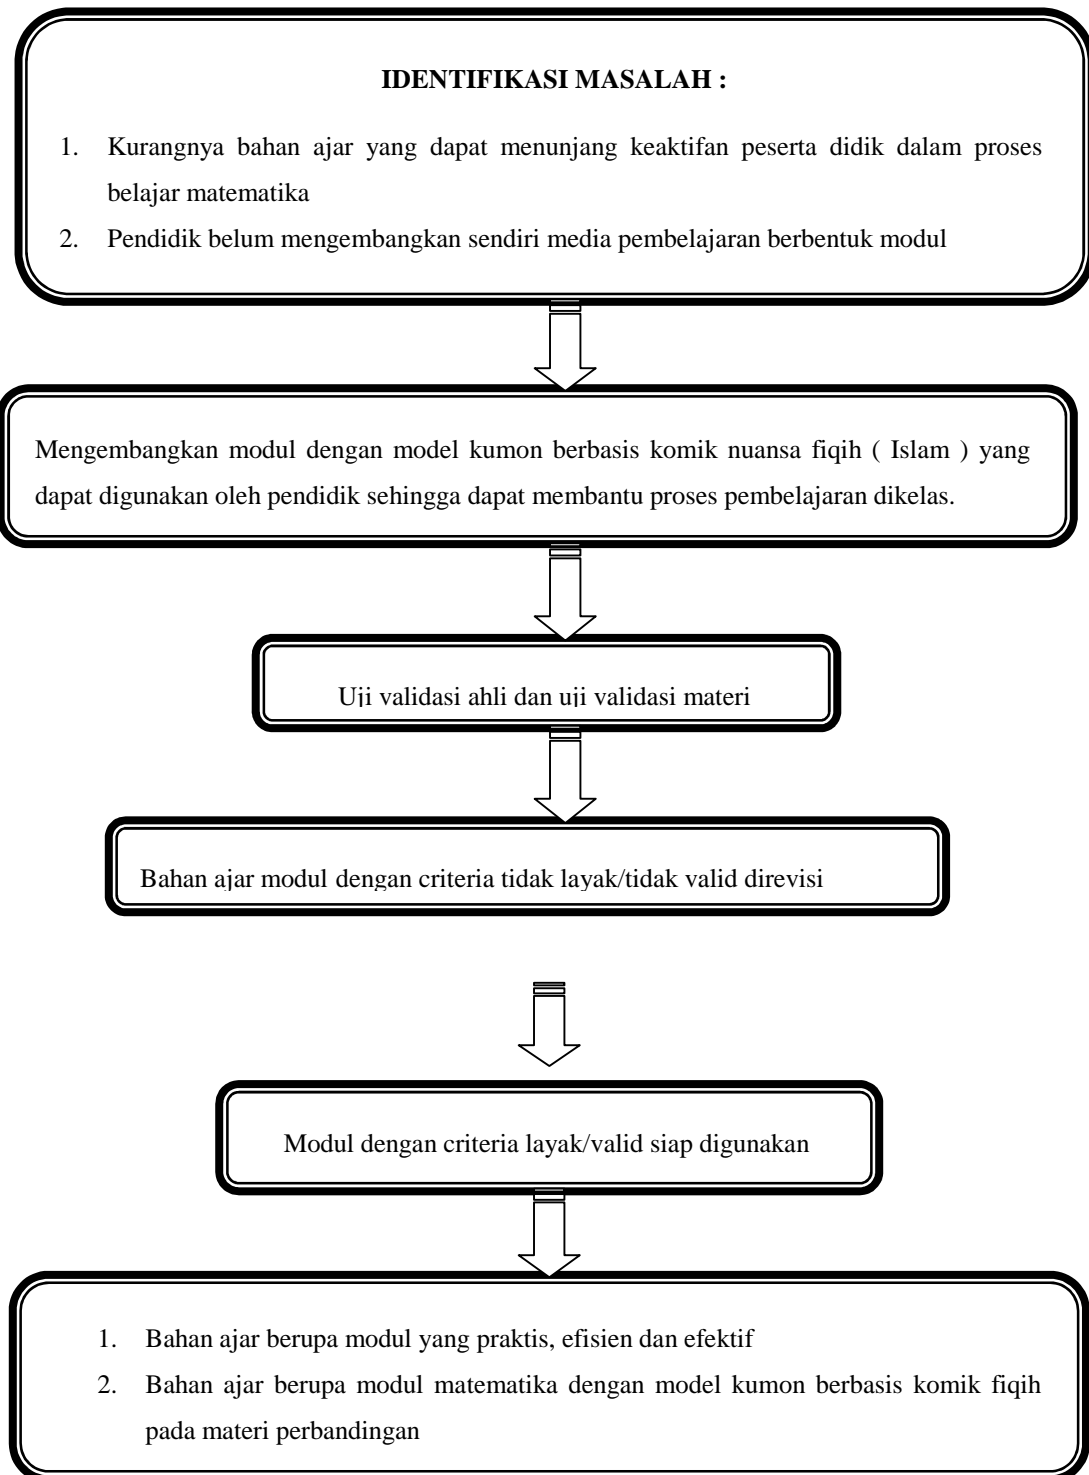 IDENTIFIKASI MASALAH :
1. Kurangnya bahan ajar yang dapat menunjang keaktifan peserta didik dalam proses
belajar matematika
2. Pendidik belum mengembangkan sendiri media pembelajaran berbentuk modul
Mengembangkan modul dengan model kumon berbasis komik nuansa fiqih ( Islam ) yang
dapat digunakan oleh pendidik sehingga dapat membantu proses pembelajaran dikelas.
Uji validasi ahli dan uji validasi materi
Bahan ajar modul dengan criteria tidak layak/tidak valid direvisi
Modul dengan criteria layak/valid siap digunakan
1. Bahan ajar berupa modul yang praktis, efisien dan efektif
2. Bahan ajar berupa modul matematika dengan model kumon berbasis komik fiqih
pada materi perbandingan